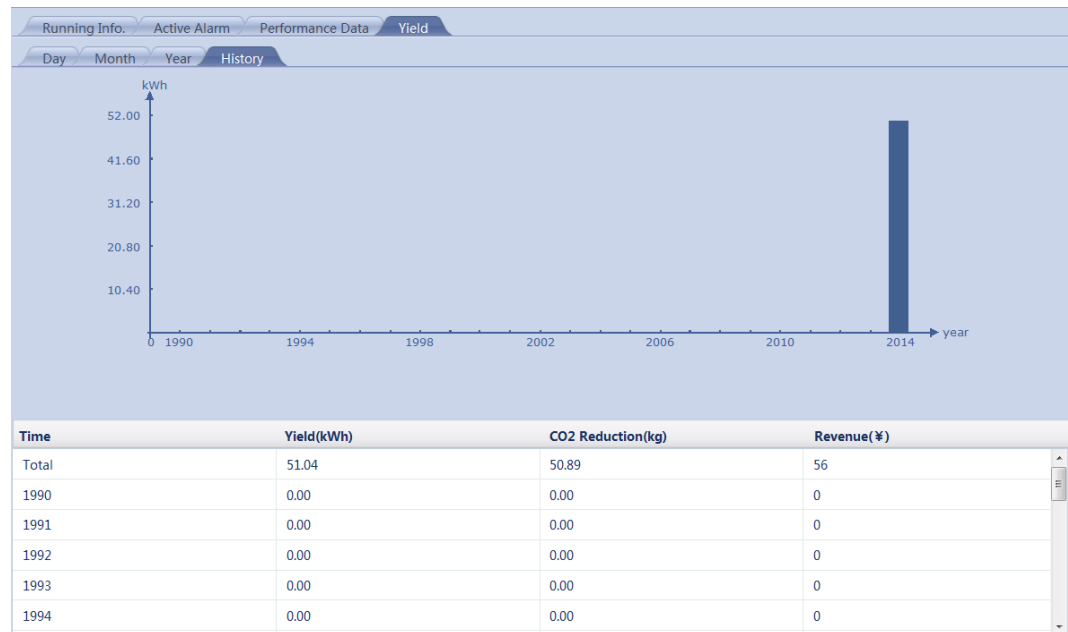 Running Info. Active Alarm Performance Data Yield
Day Month Year History
kWh
52.00
41.60
31.20
20.80
10.40
year
0 1990 1994 1998 2002 2006 2010 2014
Time Yield(kWh) CO2 Reduction(kg) Revenue(¥)
Total 51.04 50.89 56
1990 0.00 0.00 0
1991 0.00 0.00 0
1992 0.00 0.00 0
1993 0.00 0.00 0
1994 0.00 0.00 0